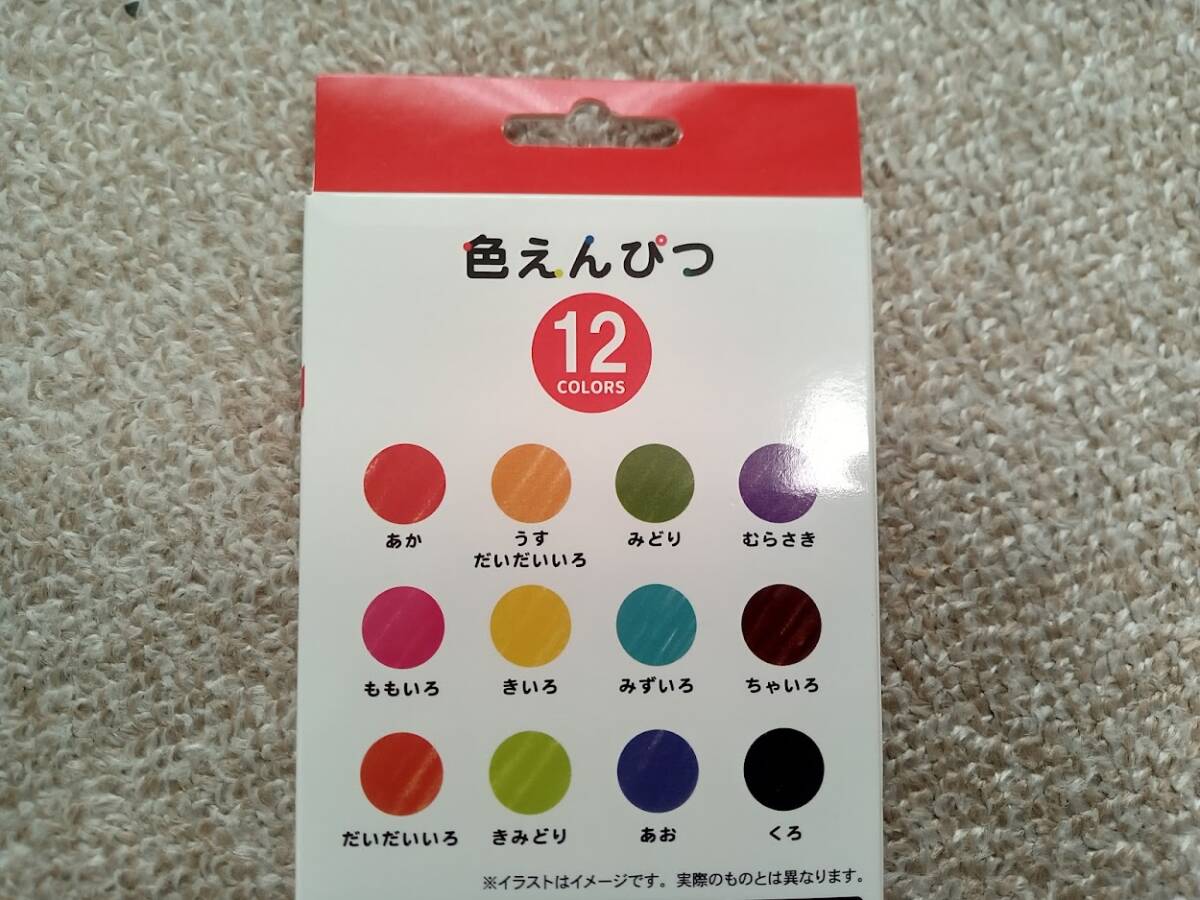 色えんぴつ
12
COLORS
あか
うす
だいだいいろ
みどり
むらさき
ももいろ
きいろ
みずいろ
ちゃいろ
だいだいいろ
きみどり
あお
くろ
※イラストはイメージです。実際のものとは異なります。